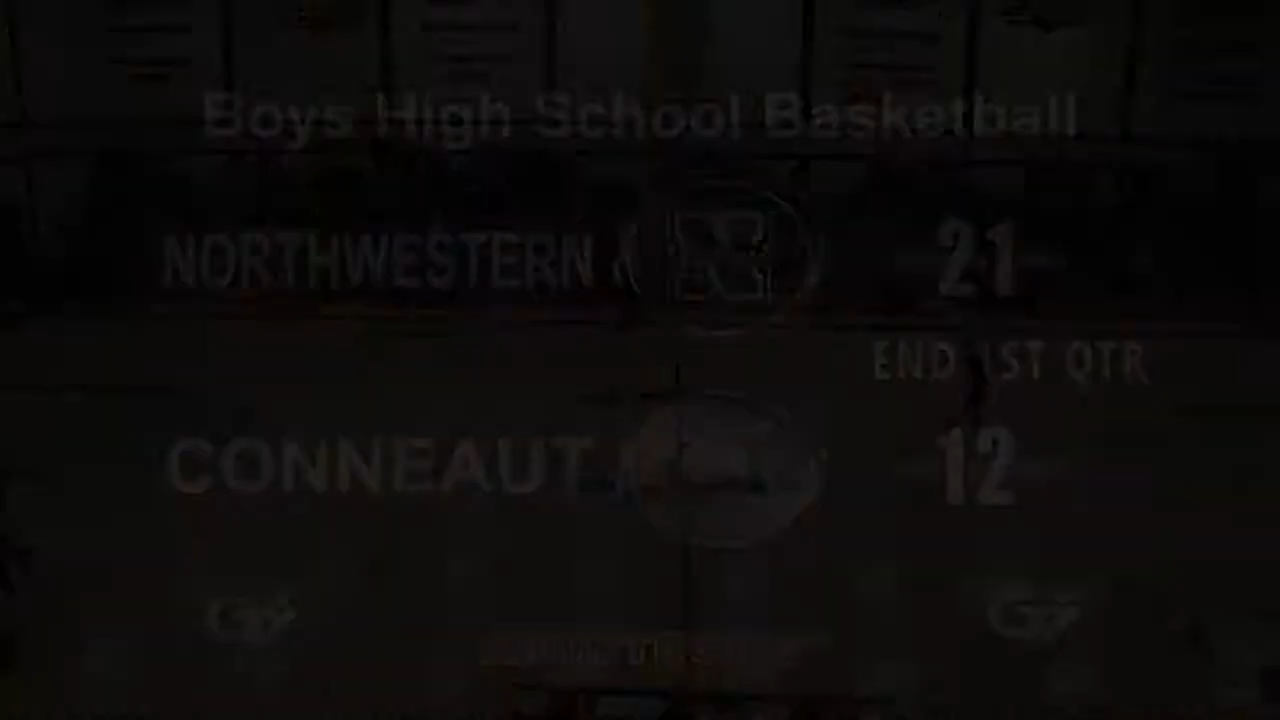 Boys High School Basketball
NORTHWESTERN 21
END 1ST QTR
CONNEAUT 12